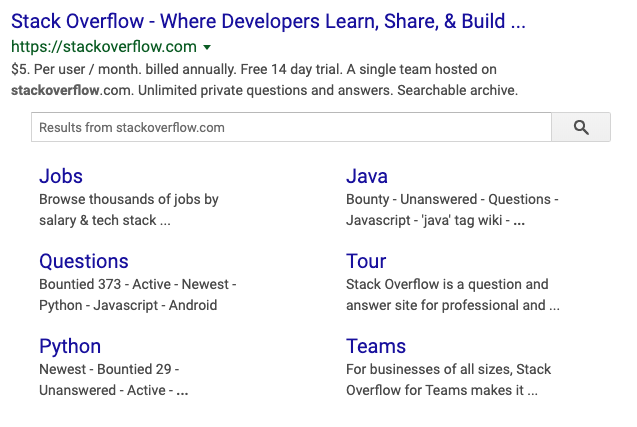 Stack Overflow - Where Developers Learn, Share, & Build ...
https://stackoverflow.com
$5. Per user / month. billed annually. Free 14 day trial. A single team hosted on
stackoverflow.com. Unlimited private questions and answers. Searchable archive.
Results from stackoverflow.com
Jobs
Browse thousands of jobs by
salary & tech stack ...
Java
Bounty - Unanswered - Questions -
Javascript - 'java' tag wiki - ...
Questions
Bountied 373 - Active - Newest -
Python - Javascript - Android
Tour
Stack Overflow is a question and
answer site for professional and ...
Python
Newest - Bountied 29 -
Unanswered - Active - ...
Teams
For businesses of all sizes, Stack
Overflow for Teams makes it ...